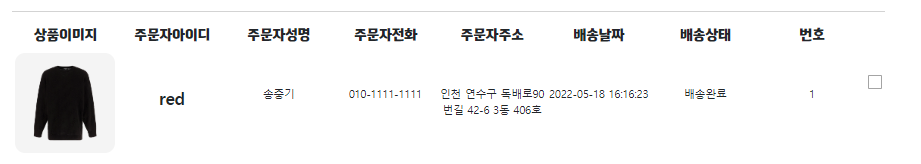 상품이미지 주문자아이디 주문자성명 주문자전화 주문자주소 배송날짜 배송상태 번호
red 송중기 010-1111-1111 인천 연수구 독배로90 2022-05-18 16:16:23 배송완료 1
번길 42-6 3동 406호